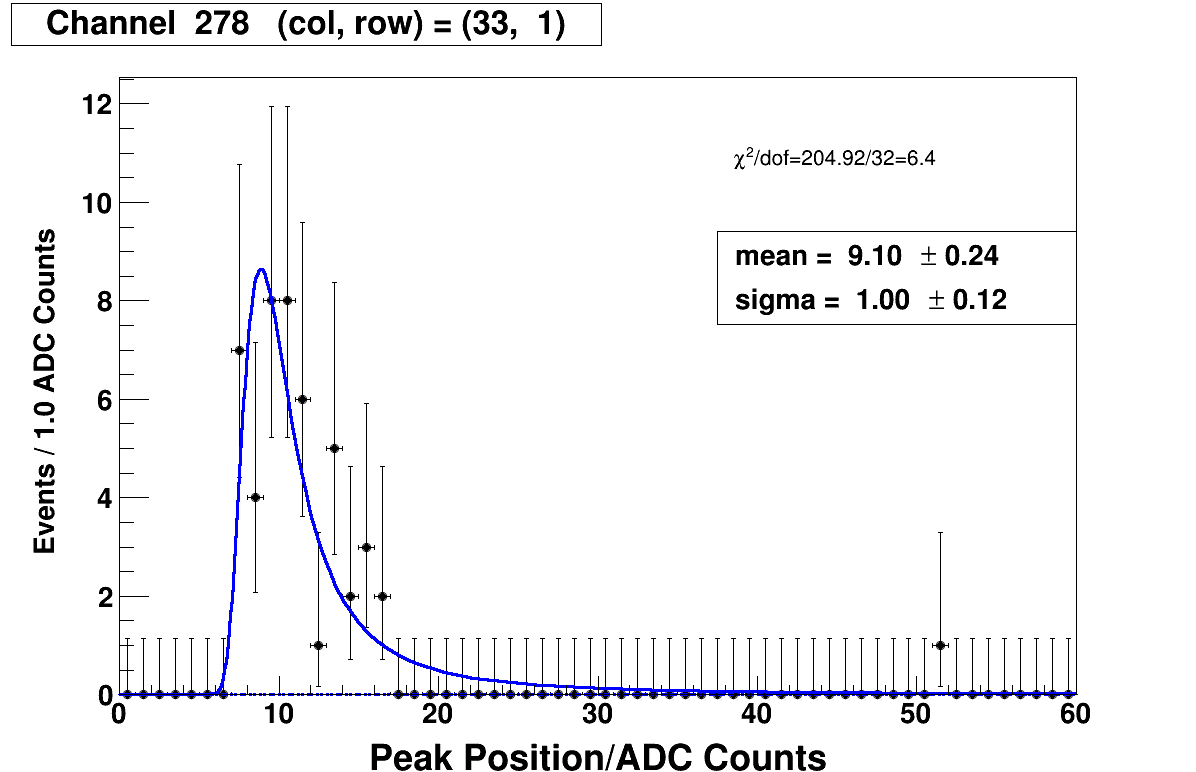 Channel 278 (col, row) = (33, 1)
12
10
8
6
4
2
0
Events / 1.0 ADC Counts
χ²/dof=204.92/32=6.4
mean = 9.10 ± 0.24
sigma = 1.00 ± 0.12
0 10 20 30 40 50 60
Peak Position/ADC Counts